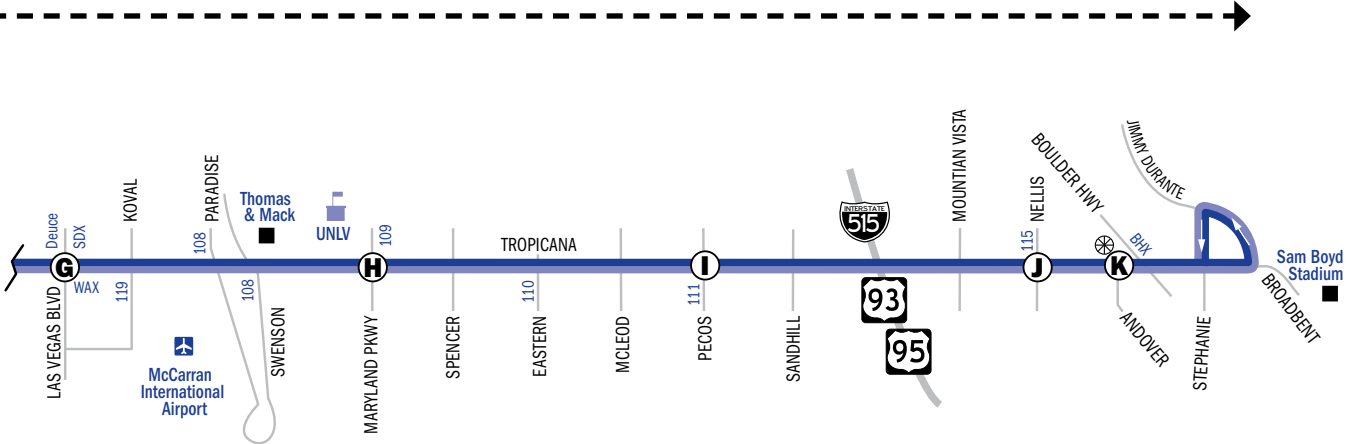 G
Deuce
SDX
WAX
LAS VEGAS BLVD
KOVAL
119
McCarran
International
Airport
PARADISE
108
108
SWENSON
Thomas
& Mack
UNLV
H
109
MARYLAND PKWY
SPENCER
TROPICANA
110
EASTERN
MCLEOD
I
111
PECOS
SANDHILL
INTERSTATE
515
93
95
MOUNTIAN VISTA
NELLIS
115
J
BOULDER HWY
BHX
K
ANDOVER
JIMMY DURANTE
STEPHANIE
BROADBENT
Sam Boyd
Stadium